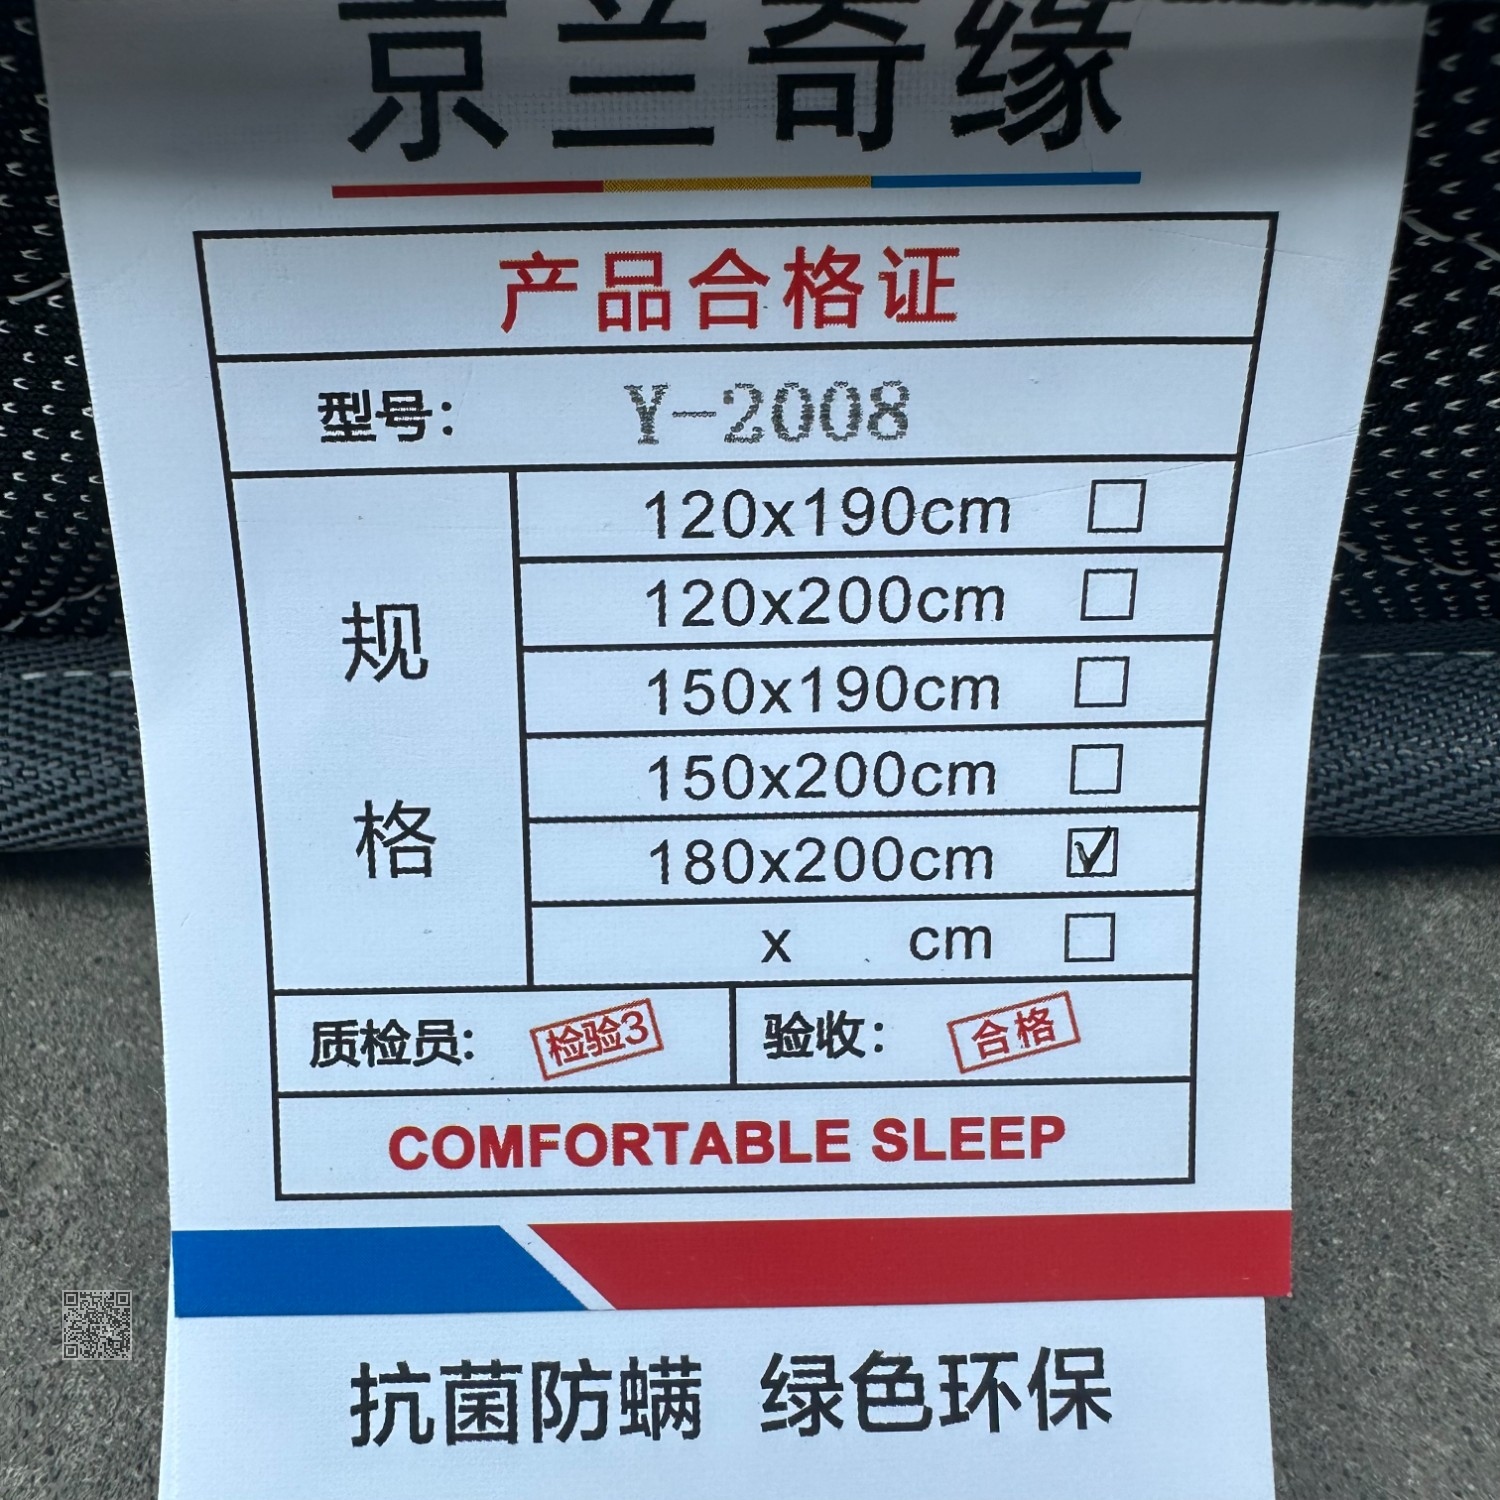 京兰奇缘
产品合格证
型号： Y-2008
规格
120x190cm □
120x200cm □
150x190cm □
150x200cm □
180x200cm ☑
x cm □
质检员： 检验3 验收： 合格
COMFORTABLE SLEEP
抗菌防螨 绿色环保